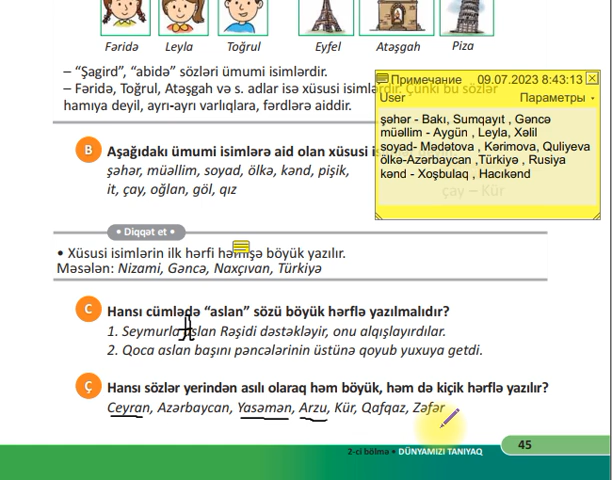 Fəridə Leyla Toğrul Eyfel Atəşgah Piza
– “Şagird”, “abidə” sözləri ümumi isimlərdir.
– Fəridə, Toğrul, Atəşgah və s. adlar isə xüsusi isimlərdir. Çünki bu sözlər
hamıya deyil, ayrı-ayrı varlıqlara, fərdlərə aiddir.
Примечание 09.07.2023 8:43:13
User Параметры
şəhər - Bakı, Sumqayıt , Gəncə
müəllim - Aygün , Leyla, Xəlil
soyad- Mədətova , Kərimova, Quliyeva
ölkə-Azərbaycan ,Türkiyə , Rusiya
kənd - Xoşbulaq , Hacıkənd
B Aşağıdakı ümumi isimlərə aid olan xüsusi
şəhər, müəllim, soyad, ölkə, kənd, pişik,
it, çay, oğlan, göl, qız
çay – Kür
• Diqqət et •
• Xüsusi isimlərin ilk hərfi həmişə böyük yazılır.
Məsələn: Nizami, Gəncə, Naxçıvan, Türkiyə
C Hansı cümlədə “aslan” sözü böyük hərflə yazılmalıdır?
1. Seymurla aslan Rəşidi dəstəkləyir, onu alqışlayırdılar.
2. Qoca aslan başını pəncələrinin üstünə qoyub yuxuya getdi.
Ç Hansı sözlər yerindən asılı olaraq həm böyük, həm də kiçik hərflə yazılır?
Ceyran, Azərbaycan, Yasəmən, Arzu, Kür, Qafqaz, Zəfər
2-ci bölmə • DÜNYAMIZI TANIYAQ 45